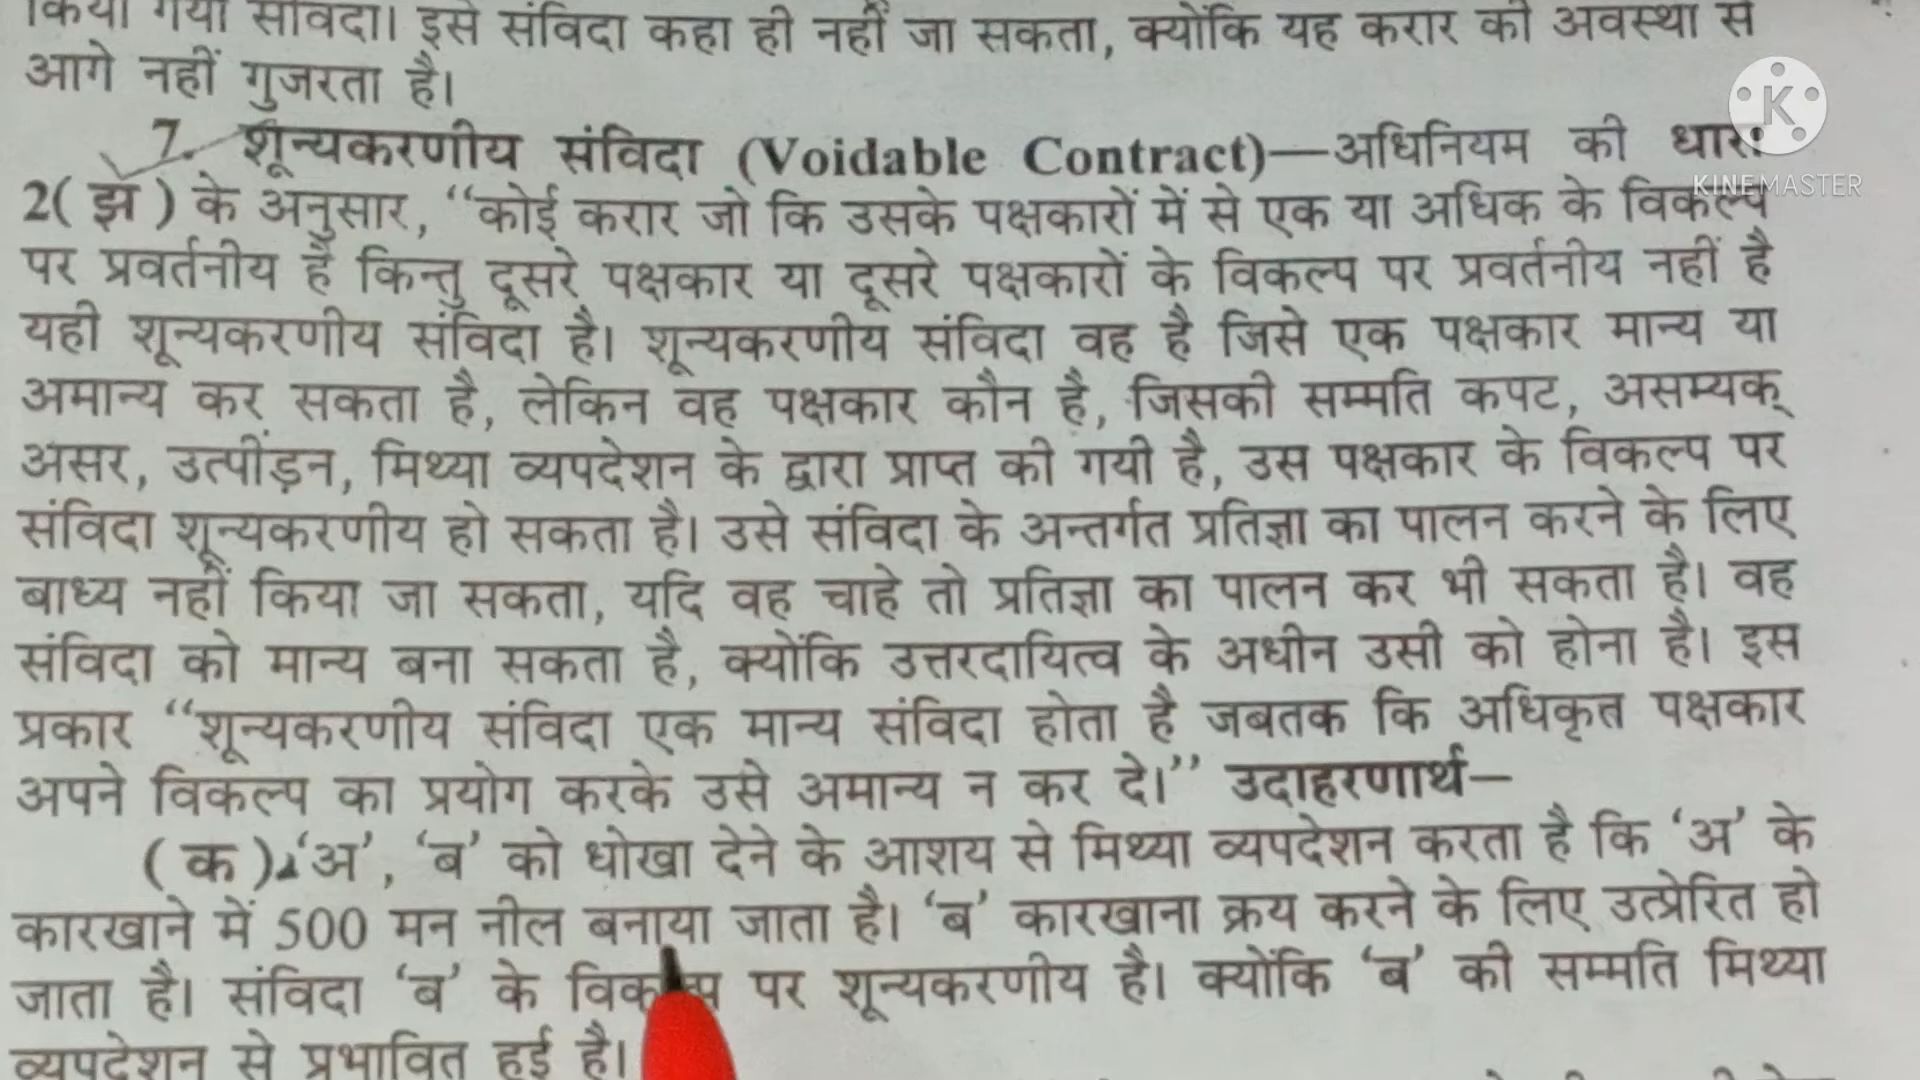 किया गया संविदा। इसे संविदा कहा ही नहीं जा सकता, क्योंकि यह करार की अवस्था से
आगे नहीं गुजरता है।
7. शून्यकरणीय संविदा (Voidable Contract)—अधिनियम की धारा
2( झ ) के अनुसार, “कोई करार जो कि उसके पक्षकारों में से एक या अधिक के विकल्प
पर प्रवर्तनीय है किन्तु दूसरे पक्षकार या दूसरे पक्षकारों के विकल्प पर प्रवर्तनीय नहीं है
यही शून्यकरणीय संविदा है। शून्यकरणीय संविदा वह है जिसे एक पक्षकार मान्य या
अमान्य कर सकता है, लेकिन वह पक्षकार कौन है, जिसकी सम्मति कपट, असम्यक्
असर, उत्पींड़न, मिथ्या व्यपदेशन के द्वारा प्राप्त की गयी है, उस पक्षकार के विकल्प पर
संविदा शून्यकरणीय हो सकता है। उसे संविदा के अन्तर्गत प्रतिज्ञा का पालन करने के लिए
बाध्य नहीं किया जा सकता, यदि वह चाहे तो प्रतिज्ञा का पालन कर भी सकता है। वह
संविदा को मान्य बना सकता है, क्योंकि उत्तरदायित्व के अधीन उसी को होना है। इस
प्रकार “शून्यकरणीय संविदा एक मान्य संविदा होता है जबतक कि अधिकृत पक्षकार
अपने विकल्प का प्रयोग करके उसे अमान्य न कर दे।” उदाहरणार्थ—
( क ) ‘अ’, ‘ब’ को धोखा देने के आशय से मिथ्या व्यपदेशन करता है कि ‘अ’ के
कारखाने में 500 मन नील बनाया जाता है। ‘ब’ कारखाना क्रय करने के लिए उत्प्रेरित हो
जाता है। संविदा ‘ब’ के विकल्प पर शून्यकरणीय है। क्योंकि ‘ब’ की सम्मति मिथ्या
व्यपदेशन से प्रभावित हुई है।
K
KINEMASTER